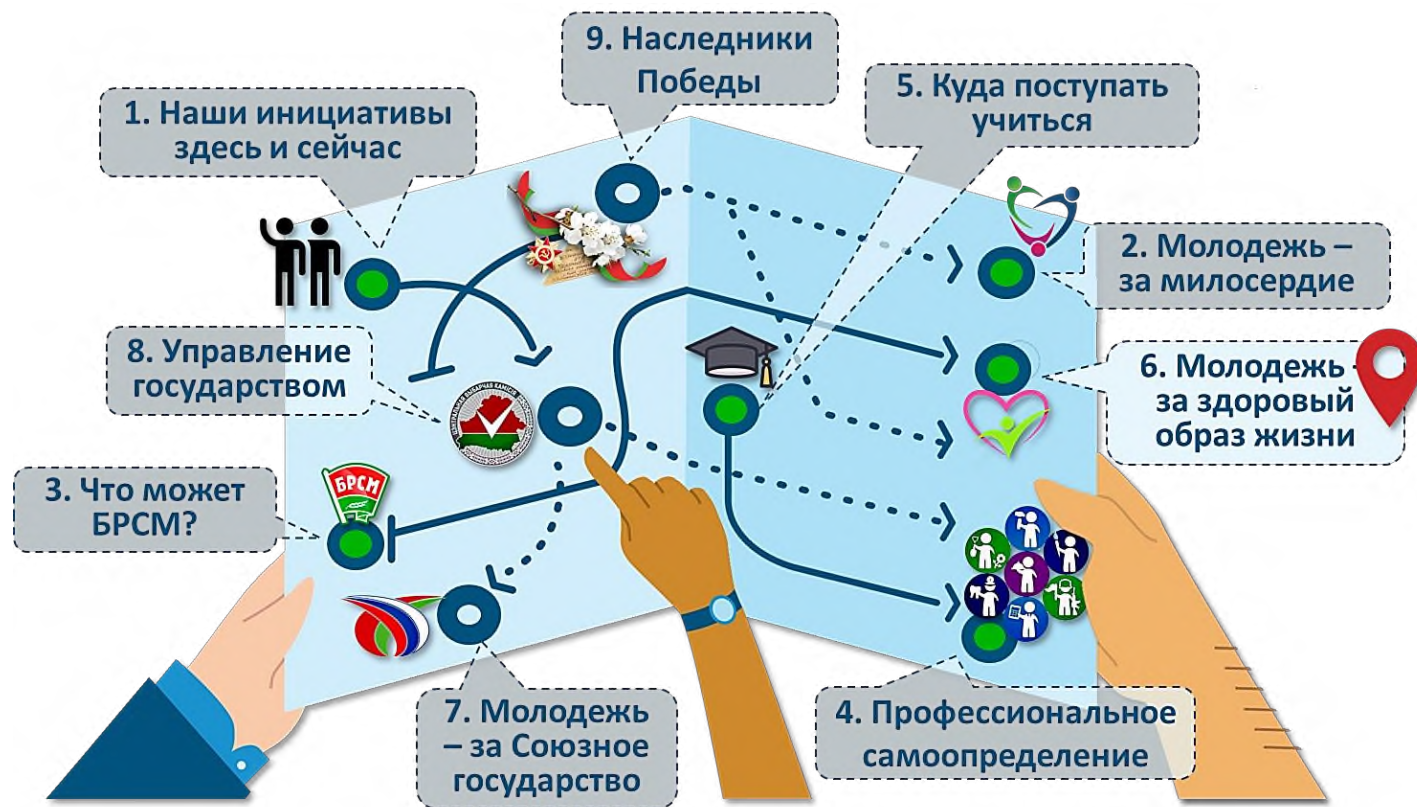 9. Наследники
Победы
5. Куда поступать
учиться
1. Наши инициативы
здесь и сейчас
2. Молодежь –
за милосердие
8. Управление
государством
6. Молодежь -
за здоровый
образ жизни
3. Что может
БРСМ?
БРСМ
7. Молодежь
– за Союзное
государство
4. Профессиональное
самоопределение